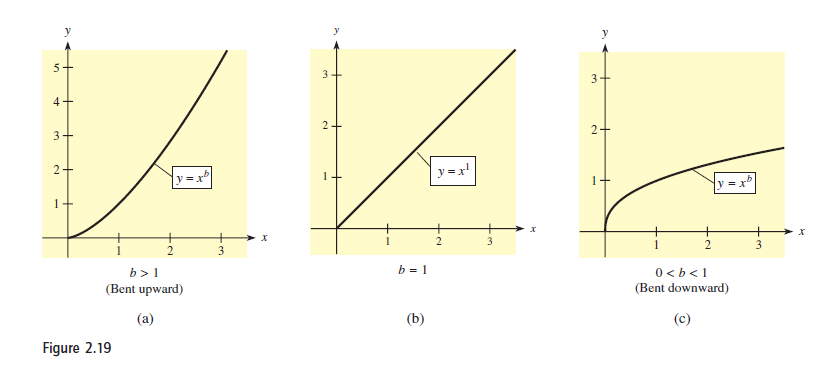 y
5
4
3
2
1
y = x^b
1
2
3
x
b > 1
(Bent upward)
(a)
y
3
2
1
y = x^1
1
2
3
x
b = 1
(b)
y
3
2
1
y = x^b
1
2
3
x
0 < b < 1
(Bent downward)
(c)
Figure 2.19